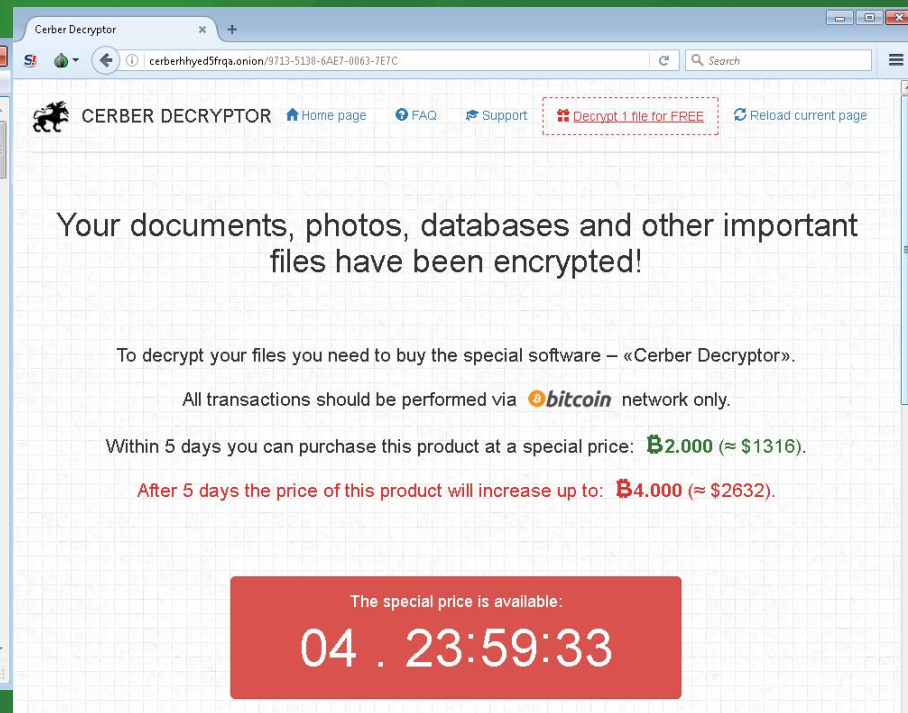 Cerber Decryptor
cerberhhyed5frqa.onion/9713-5138-6AE7-0063-7E7C
Search
CERBER DECRYPTOR
Home page
FAQ
Support
Decrypt 1 file for FREE
Reload current page
Your documents, photos, databases and other important
files have been encrypted!
To decrypt your files you need to buy the special software – «Cerber Decryptor».
All transactions should be performed via bitcoin network only.
Within 5 days you can purchase this product at a special price: ₿2.000 (≈ $1316).
After 5 days the price of this product will increase up to: ₿4.000 (≈ $2632).
The special price is available:
04 . 23:59:33